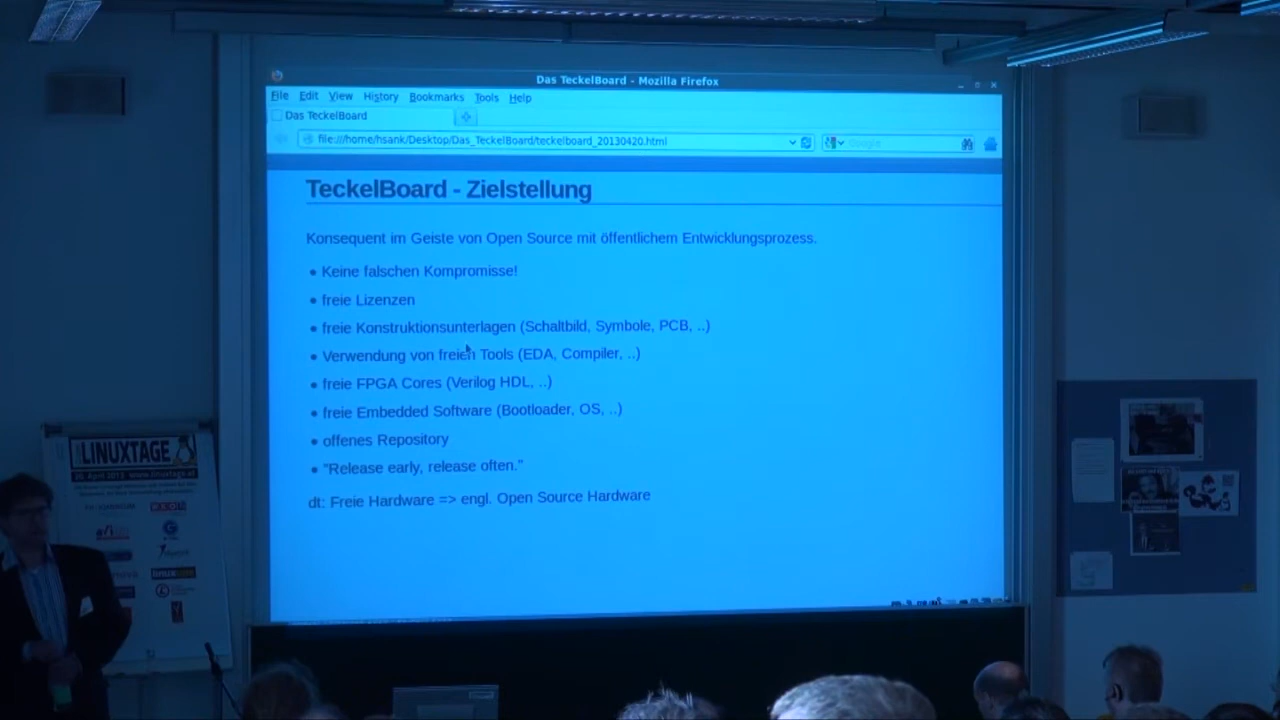 Das TeckelBoard - Mozilla Firefox
File Edit View History Bookmarks Tools Help
Das TeckelBoard
file:///home/hsank/Desktop/Das_TeckelBoard/teckelboard_20130420.html
Google
TeckelBoard - Zielstellung
Konsequent im Geiste von Open Source mit öffentlichem Entwicklungsprozess.
• Keine falschen Kompromisse!
• freie Lizenzen
• freie Konstruktionsunterlagen (Schaltbild, Symbole, PCB, ..)
• Verwendung von freien Tools (EDA, Compiler, ..)
• freie FPGA Cores (Verilog HDL, ..)
• freie Embedded Software (Bootloader, OS, ..)
• offenes Repository
• "Release early, release often."
dt: Freie Hardware => engl. Open Source Hardware
LINUXTAGE